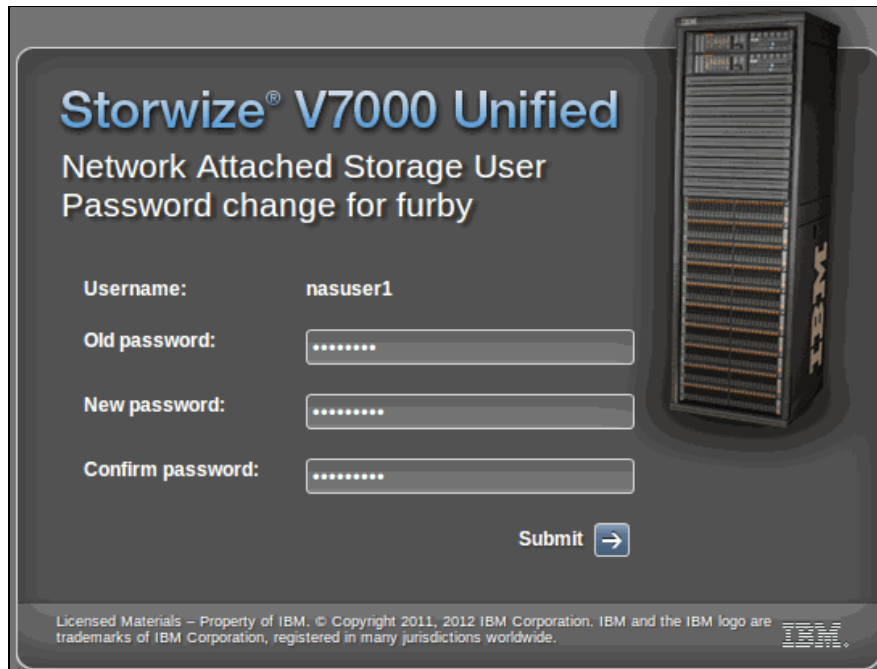 IBM
Storwize® V7000 Unified
Network Attached Storage User
Password change for furby
Username: nasuser1
Old password: ••••••••
New password: •••••••••
Confirm password: •••••••••
Submit
Licensed Materials – Property of IBM. © Copyright 2011, 2012 IBM Corporation. IBM and the IBM logo are
trademarks of IBM Corporation, registered in many jurisdictions worldwide.
IBM
IBM.